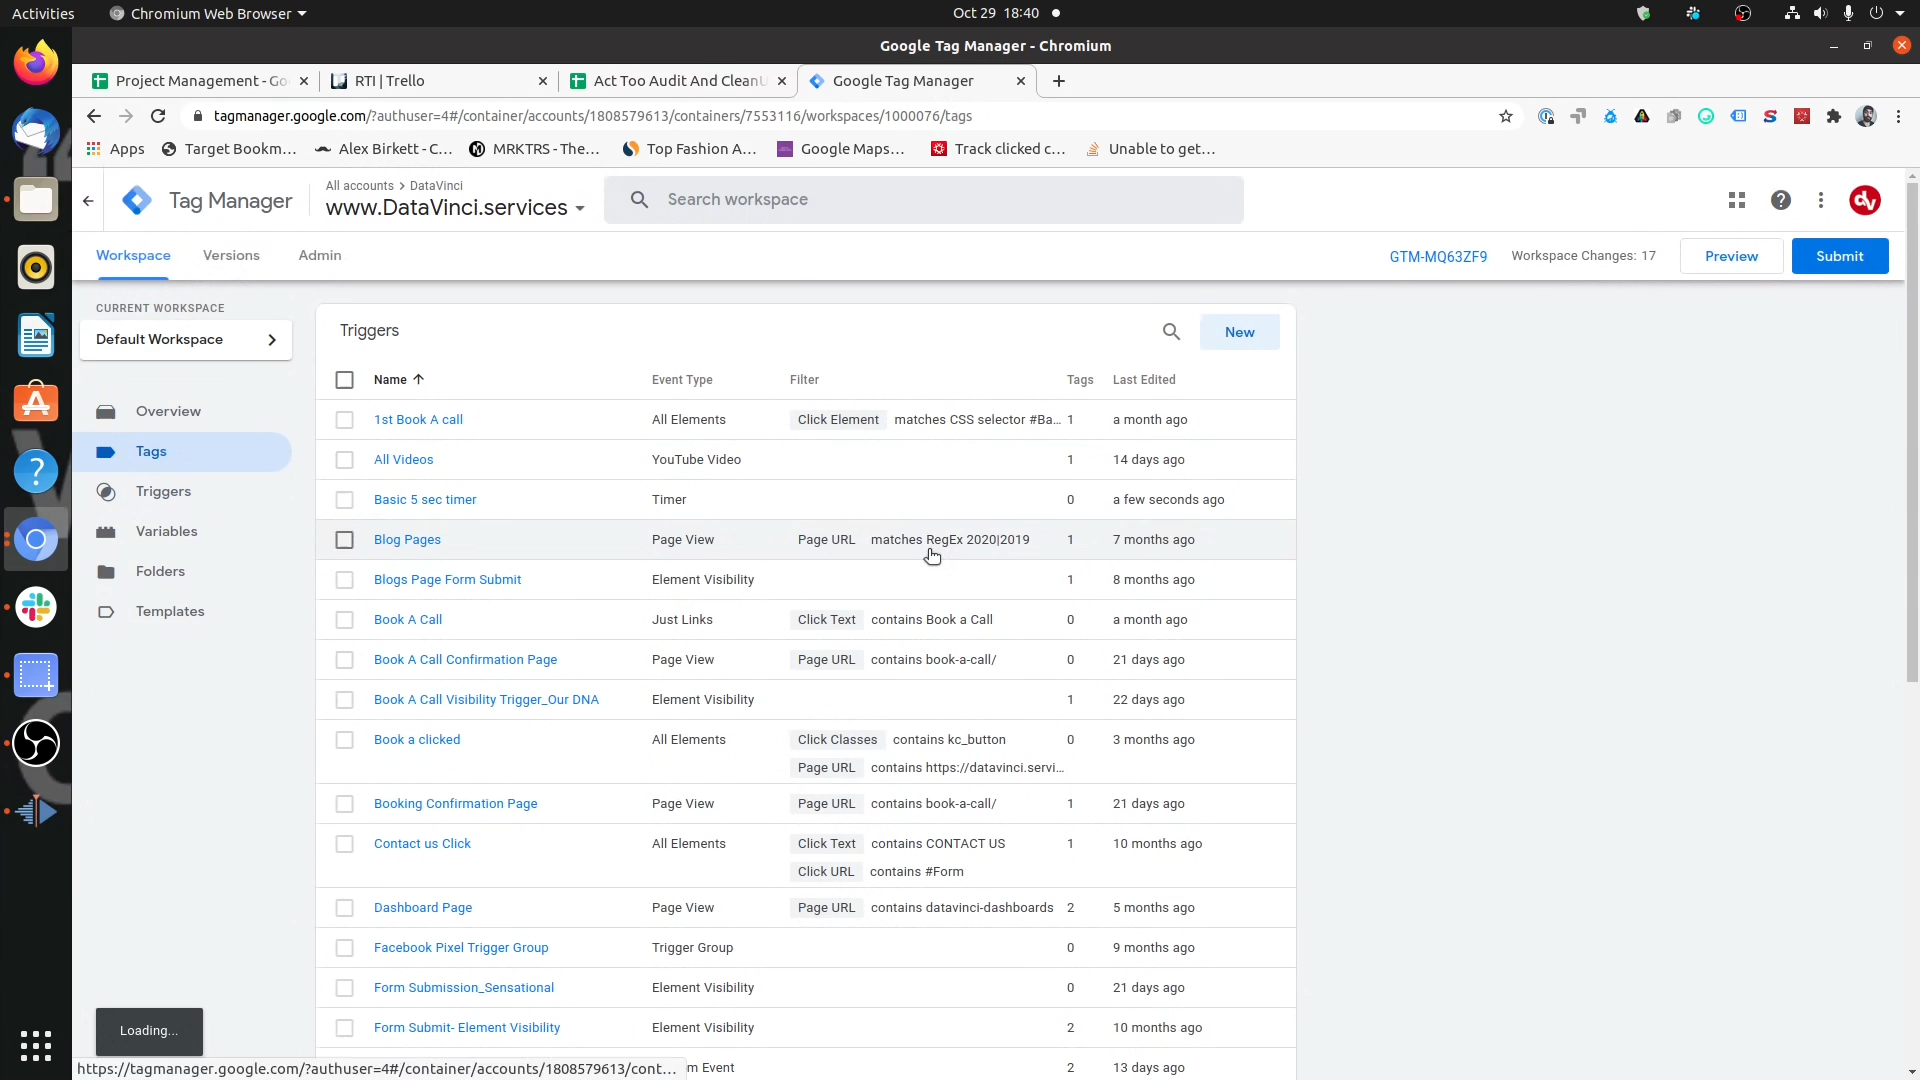 Activities
Chromium Web Browser
Oct 29 18:40
Google Tag Manager - Chromium
Project Management - Go
RTI | Trello
Act Too Audit And CleanU
Google Tag Manager
tagmanager.google.com/?authuser=4#/container/accounts/1808579613/containers/7553116/workspaces/1000076/tags
Apps
Target Bookm...
Alex Birkett - C...
MRKTRS - The...
Top Fashion A...
Google Maps...
Track clicked c...
Unable to get...
Tag Manager
All accounts > DataVinci
www.DataVinci.services
Search workspace
Workspace
Versions
Admin
GTM-MQ63ZF9
Workspace Changes: 17
Preview
Submit
CURRENT WORKSPACE
Default Workspace
Overview
Tags
Triggers
Variables
Folders
Templates
Triggers
New
Name Event Type Filter Tags Last Edited
1st Book A call All Elements Click Element matches CSS selector #Ba... 1 a month ago
All Videos YouTube Video 1 14 days ago
Basic 5 sec timer Timer 0 a few seconds ago
Blog Pages Page View Page URL matches RegEx 2020|2019 1 7 months ago
Blogs Page Form Submit Element Visibility 1 8 months ago
Book A Call Just Links Click Text contains Book a Call 0 a month ago
Book A Call Confirmation Page Page View Page URL contains book-a-call/ 0 21 days ago
Book A Call Visibility Trigger_Our DNA Element Visibility 1 22 days ago
Book a clicked All Elements Click Classes contains kc_button 0 3 months ago
Page URL contains https://datavinci.servi...
Booking Confirmation Page Page View Page URL contains book-a-call/ 1 21 days ago
Contact us Click All Elements Click Text contains CONTACT US 1 10 months ago
Click URL contains #Form
Dashboard Page Page View Page URL contains datavinci-dashboards 2 5 months ago
Facebook Pixel Trigger Group Trigger Group 0 9 months ago
Form Submission_Sensational Element Visibility 0 21 days ago
Form Submit- Element Visibility Element Visibility 2 10 months ago
m Event 2 13 days ago
Loading...
https://tagmanager.google.com/?authuser=4#/container/accounts/1808579613/cont...